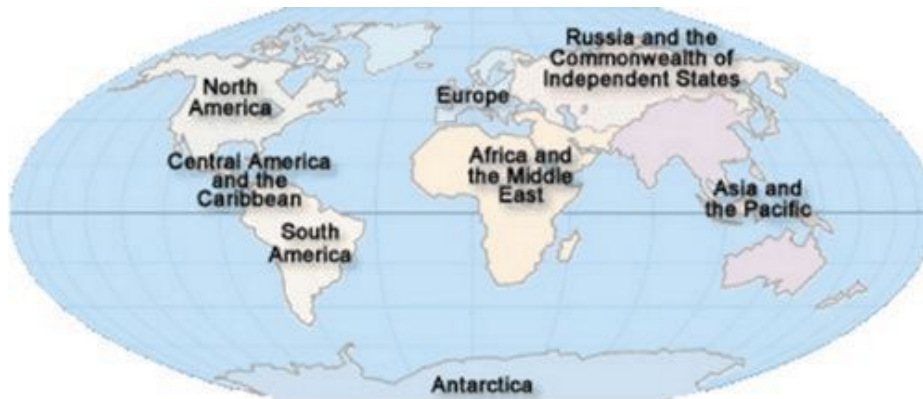 Russia and the
Commonwealth of
Independent States
North
America
Europe
Central America
and the
Caribbean
Africa and
the Middle
East
Asia and
the Pacific
South
America
Antarctica